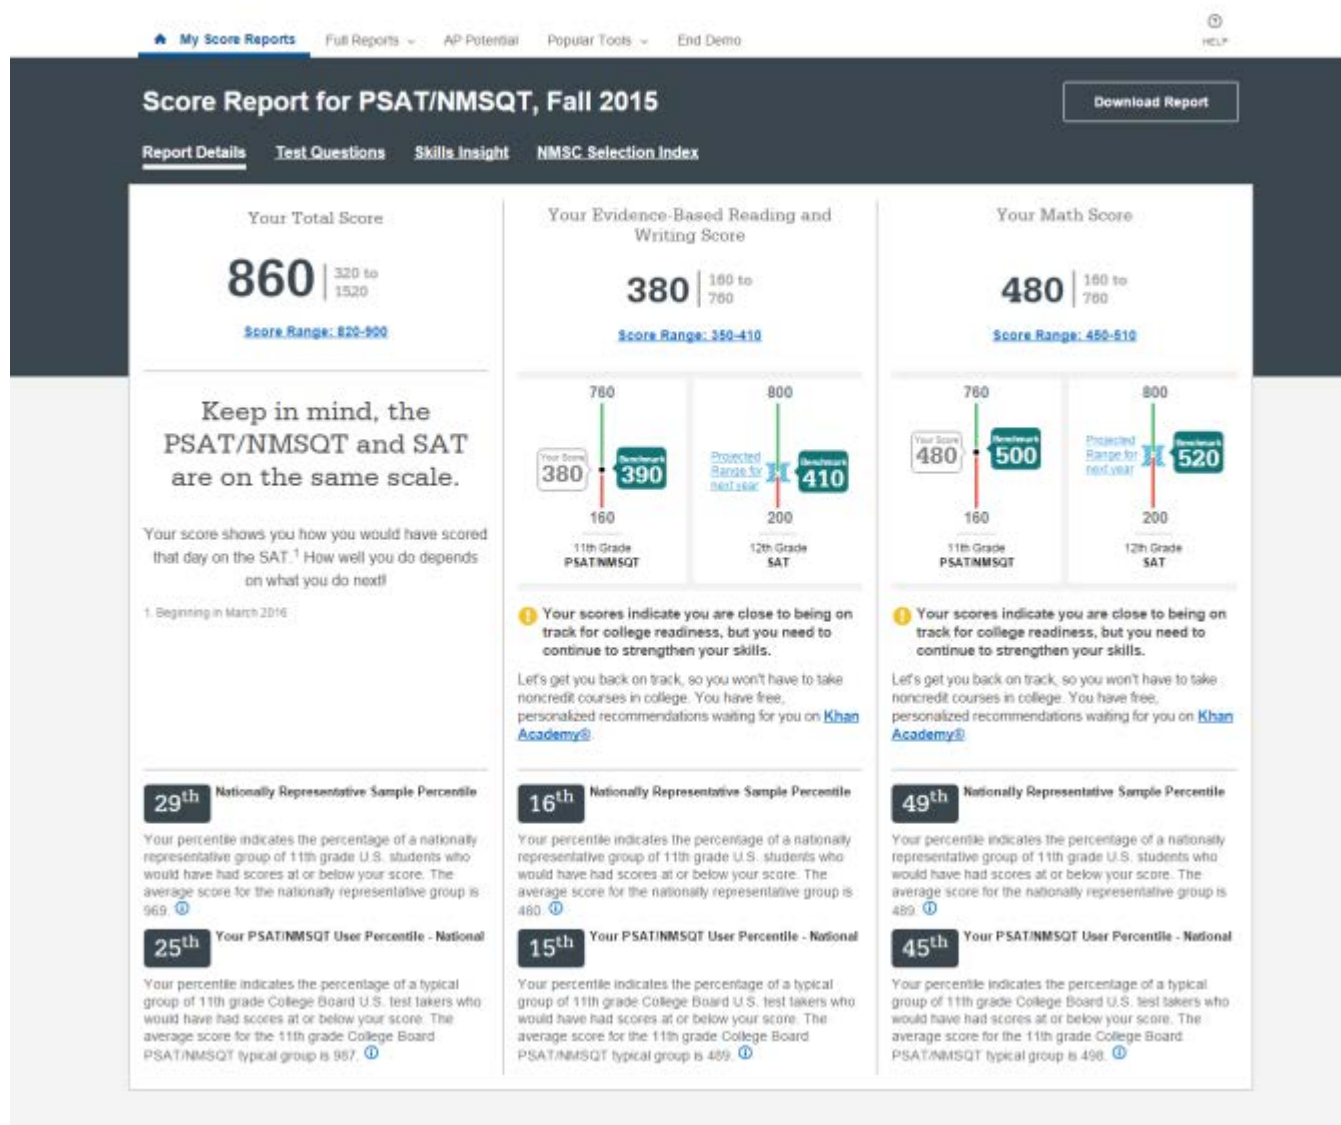 My Score Reports Full Reports AP Potential Popular Tools End Demo
HELP
Score Report for PSAT/NMSQT, Fall 2015
Download Report
Report Details Test Questions Skills Insight NMSC Selection Index
Your Total Score
860 320 to
1520
Score Range: 820-900
Keep in mind, the
PSAT/NMSQT and SAT
are on the same scale.
Your score shows you how you would have scored
that day on the SAT.1 How well you do depends
on what you do next!
1. Beginning in March 2016
29th Nationally Representative Sample Percentile
Your percentile indicates the percentage of a nationally
representative group of 11th grade U.S. students who
would have had scores at or below your score. The
average score for the nationally representative group is
969.
25th Your PSAT/NMSQT User Percentile - National
Your percentile indicates the percentage of a typical
group of 11th grade College Board U.S. test takers who
would have had scores at or below your score. The
average score for the 11th grade College Board
PSAT/NMSQT typical group is 987.
Your Evidence-Based Reading and
Writing Score
380 160 to
760
Score Range: 350-410
760
Your Score
380
Benchmark
390
160
11th Grade
PSAT/NMSQT
800
Projected
Range for
next year
Benchmark
410
200
12th Grade
SAT
Your scores indicate you are close to being on
track for college readiness, but you need to
continue to strengthen your skills.
Let's get you back on track, so you won't have to take
noncredit courses in college. You have free,
personalized recommendations waiting for you on Khan
Academy®.
16th Nationally Representative Sample Percentile
Your percentile indicates the percentage of a nationally
representative group of 11th grade U.S. students who
would have had scores at or below your score. The
average score for the nationally representative group is
480.
15th Your PSAT/NMSQT User Percentile - National
Your percentile indicates the percentage of a typical
group of 11th grade College Board U.S. test takers who
would have had scores at or below your score. The
average score for the 11th grade College Board
PSAT/NMSQT typical group is 489.
Your Math Score
480 160 to
760
Score Range: 450-510
760
Your Score
480
Benchmark
500
160
11th Grade
PSAT/NMSQT
800
Projected
Range for
next year
Benchmark
520
200
12th Grade
SAT
Your scores indicate you are close to being on
track for college readiness, but you need to
continue to strengthen your skills.
Let's get you back on track, so you won't have to take
noncredit courses in college. You have free,
personalized recommendations waiting for you on Khan
Academy®.
49th Nationally Representative Sample Percentile
Your percentile indicates the percentage of a nationally
representative group of 11th grade U.S. students who
would have had scores at or below your score. The
average score for the nationally representative group is
489.
45th Your PSAT/NMSQT User Percentile - National
Your percentile indicates the percentage of a typical
group of 11th grade College Board U.S. test takers who
would have had scores at or below your score. The
average score for the 11th grade College Board
PSAT/NMSQT typical group is 498.